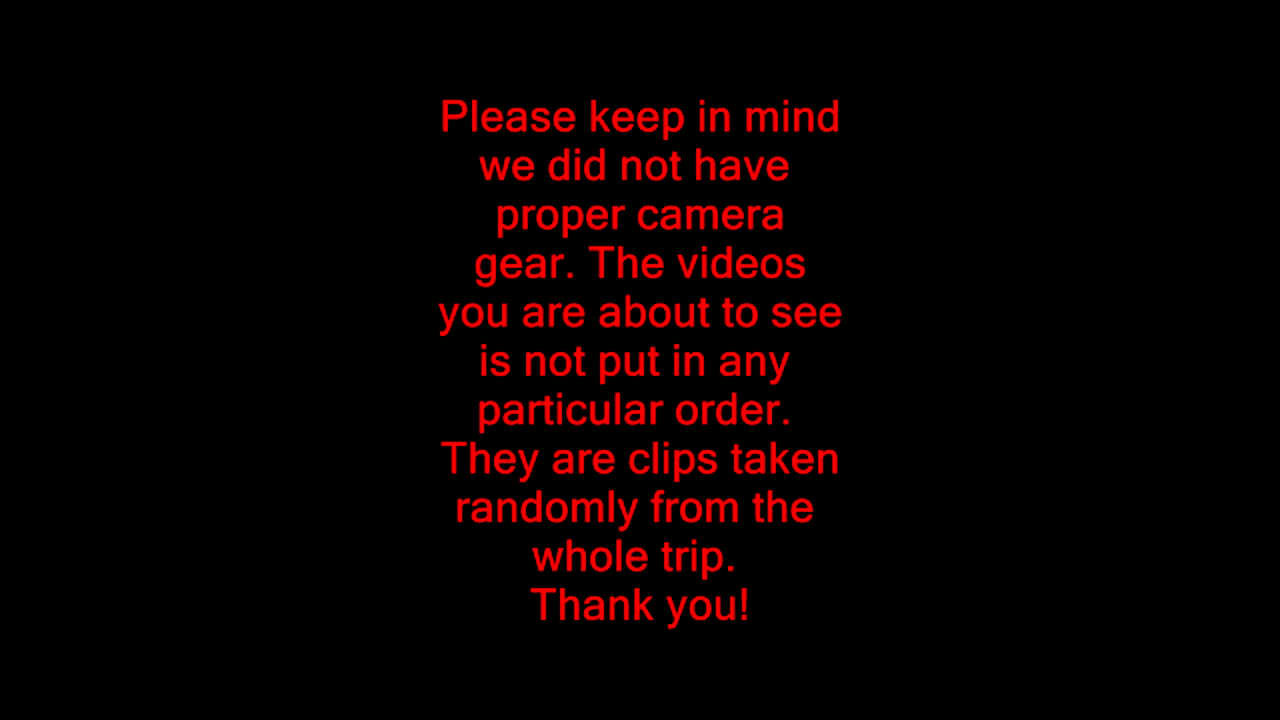 Please keep in mind
we did not have
proper camera
gear. The videos
you are about to see
is not put in any
particular order.
They are clips taken
randomly from the
whole trip.
Thank you!